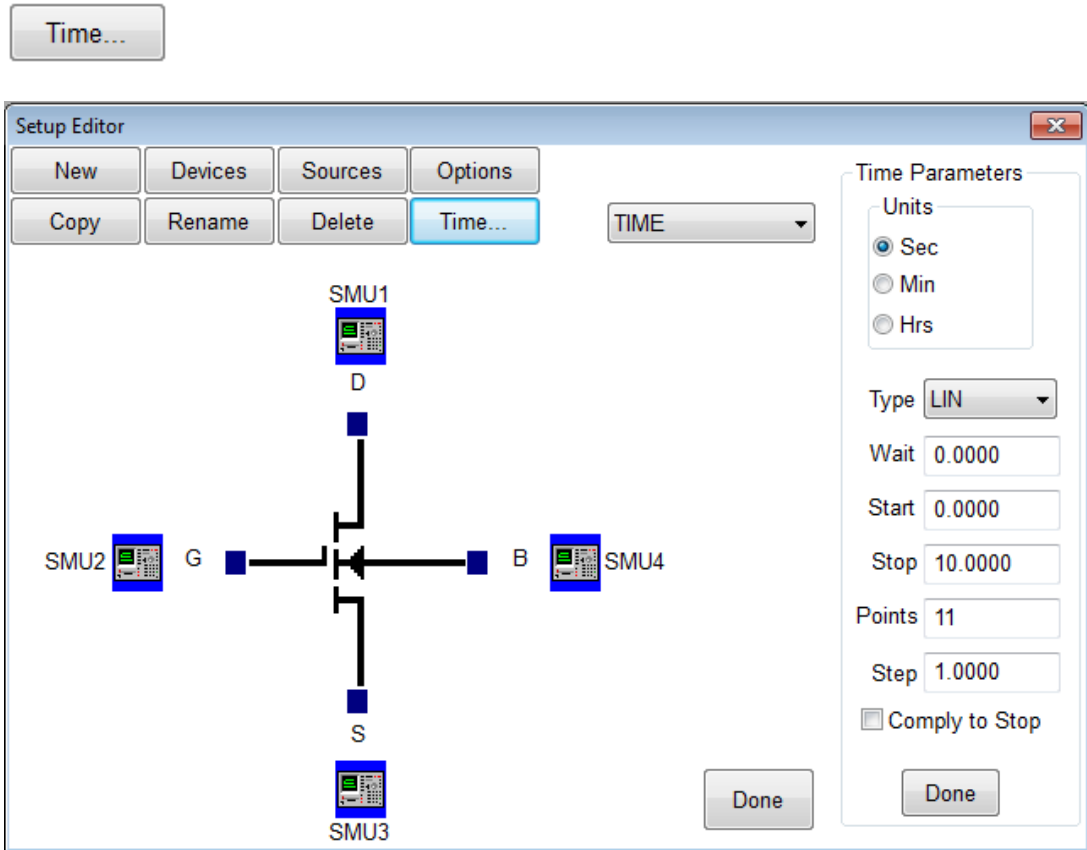 Time...
Setup Editor
New Devices Sources Options
Copy Rename Delete Time...
TIME
SMU1
D
SMU2 G
B SMU4
S
SMU3
Done
Time Parameters
Units
Sec
Min
Hrs
Type LIN
Wait 0.0000
Start 0.0000
Stop 10.0000
Points 11
Step 1.0000
Comply to Stop
Done